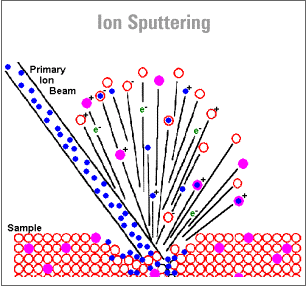 Ion Sputtering
Primary
Ion
Beam
e-
e-
e-
Sample